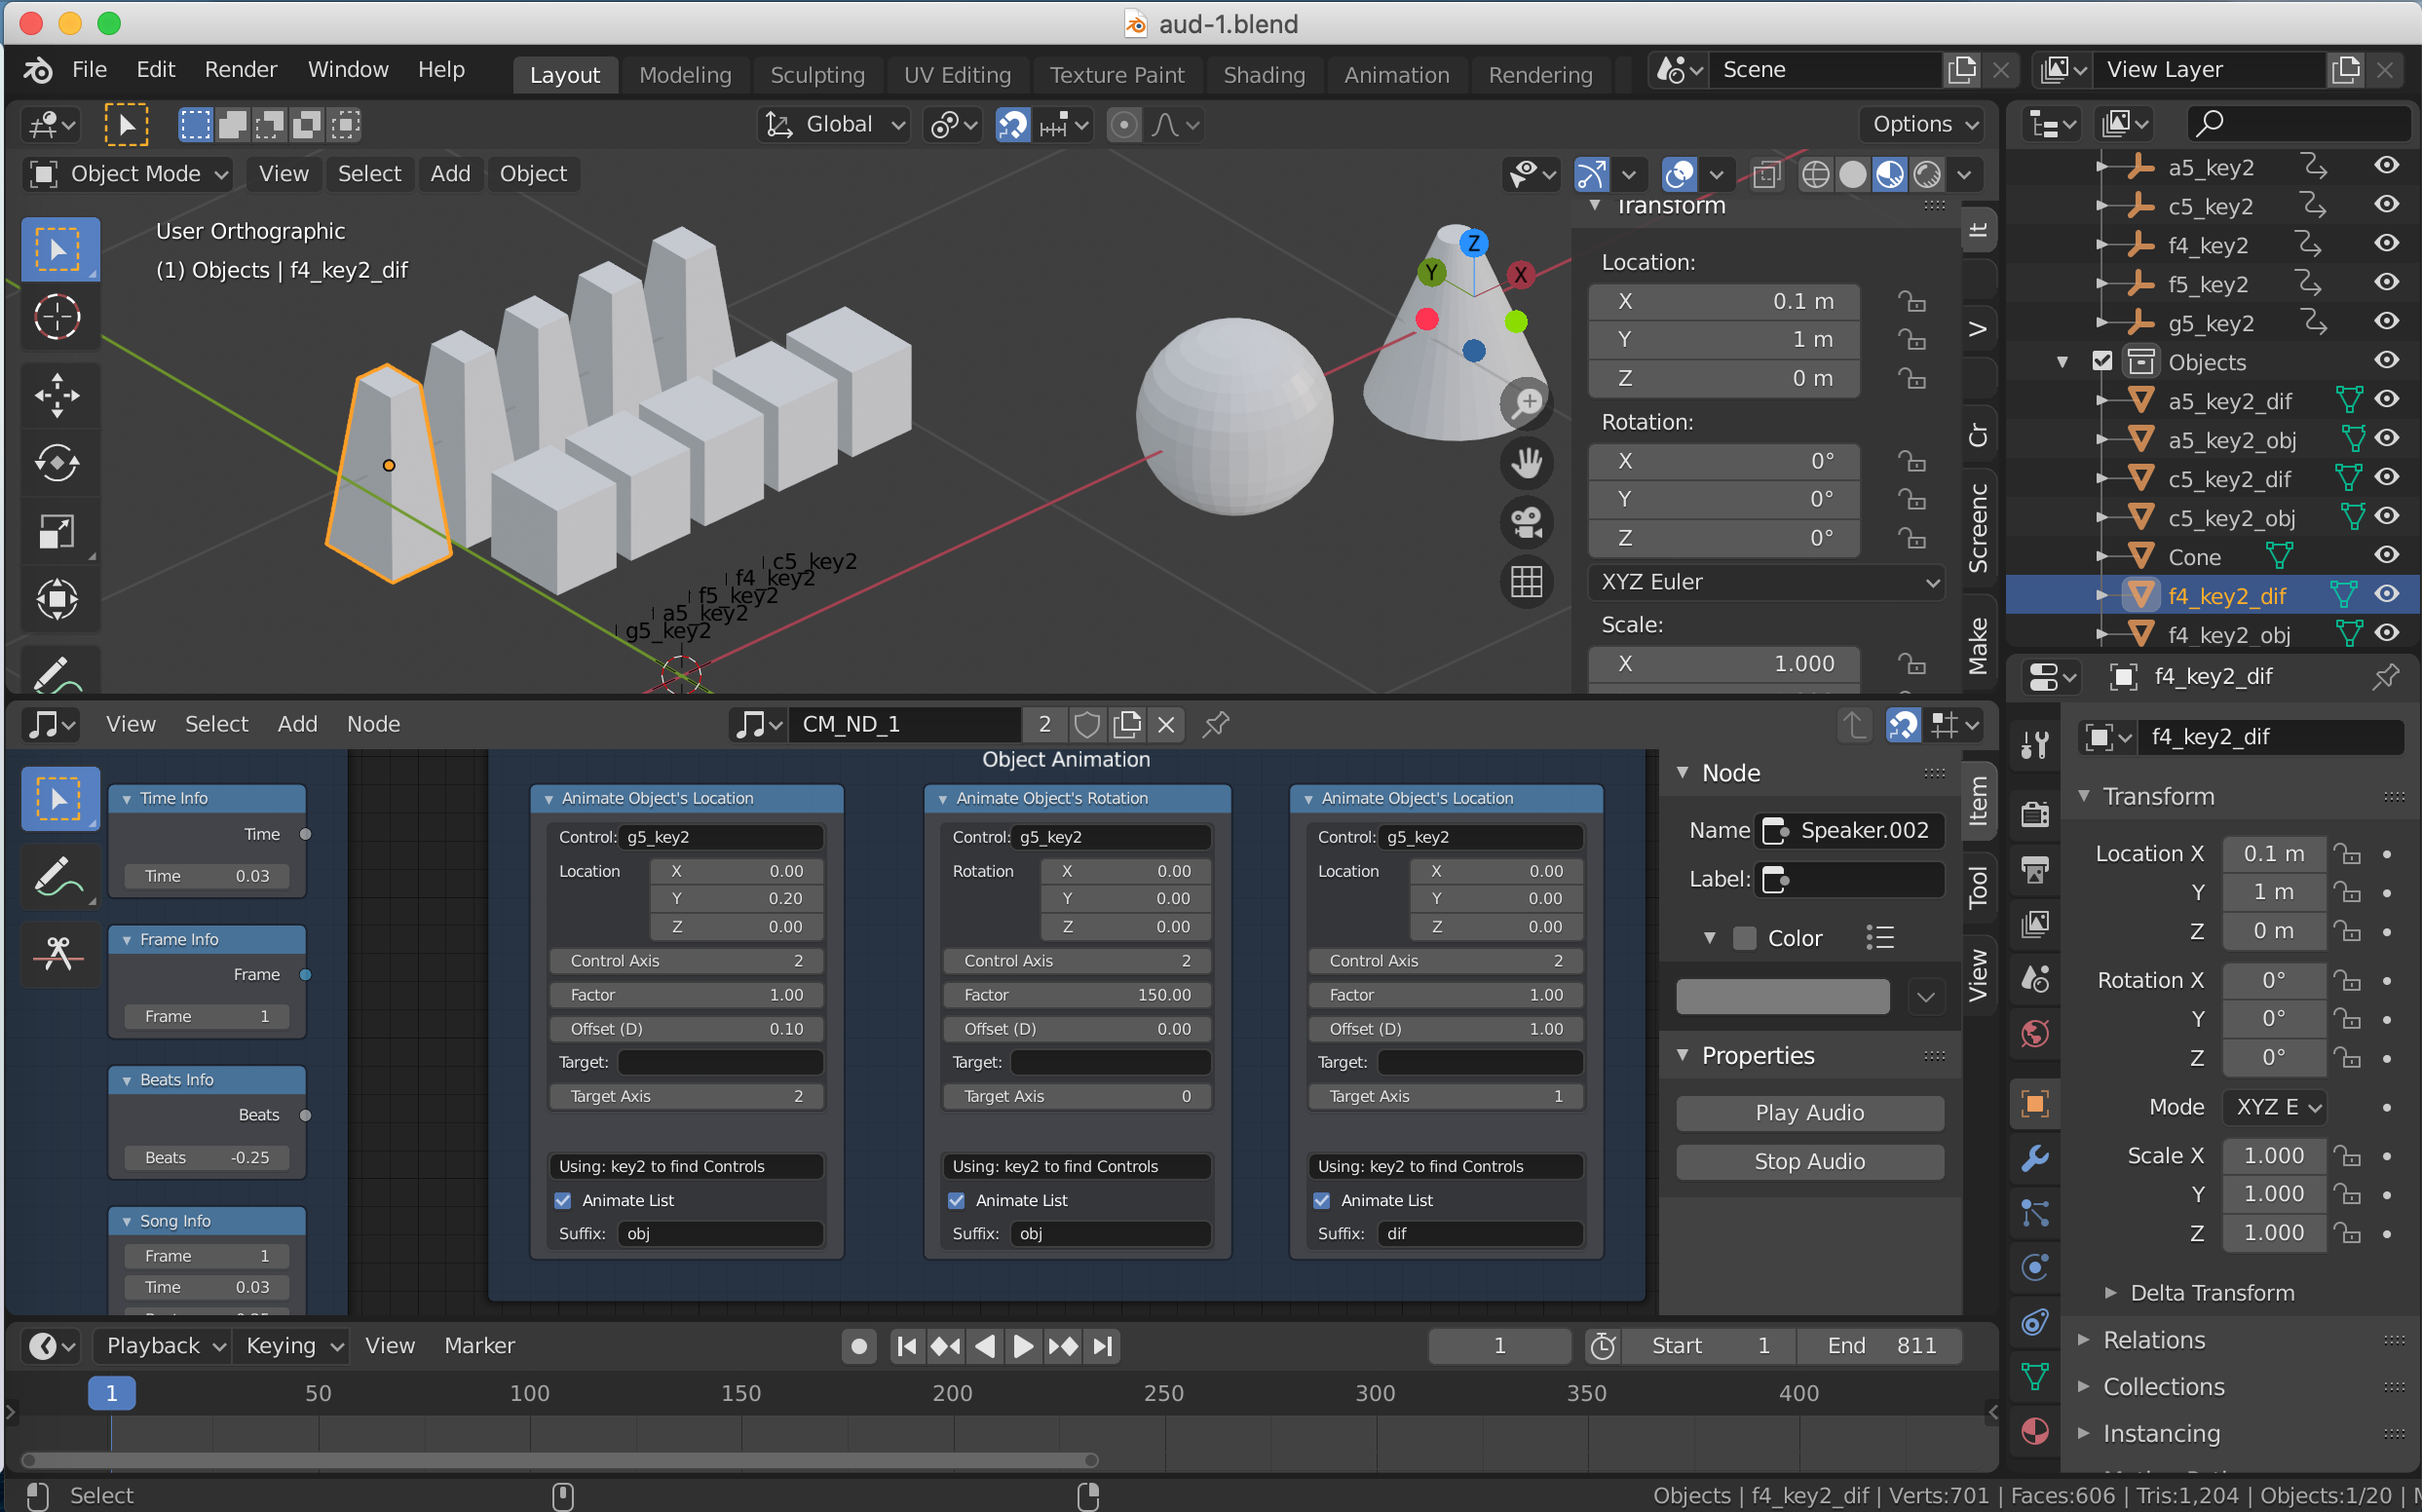 aud-1.blend
File Edit Render Window Help
Layout Modeling Sculpting UV Editing Texture Paint Shading Animation Rendering
Scene
View Layer
Global
Options
Object Mode View Select Add Object
User Orthographic
(1) Objects | f4_key2_dif
c5_key2
f4_key2
f5_key2
a5_key2
g5_key2
Z
Y
X
Transform
Location:
X 0.1 m
Y 1 m
Z 0 m
Rotation:
X 0°
Y 0°
Z 0°
XYZ Euler
Scale:
X 1.000
It
V
Cr
Screenc
Make
a5_key2
c5_key2
f4_key2
f5_key2
g5_key2
Objects
a5_key2_dif
a5_key2_obj
c5_key2_dif
c5_key2_obj
Cone
f4_key2_dif
f4_key2_obj
View Select Add Node
CM_ND_1 2
Object Animation
Time Info
Time
Time 0.03
Frame Info
Frame
Frame 1
Beats Info
Beats
Beats -0.25
Song Info
Frame 1
Time 0.03
Animate Object's Location
Control: g5_key2
Location X 0.00
Y 0.20
Z 0.00
Control Axis 2
Factor 1.00
Offset (D) 0.10
Target:
Target Axis 2
Using: key2 to find Controls
Animate List
Suffix: obj
Animate Object's Rotation
Control: g5_key2
Rotation X 0.00
Y 0.00
Z 0.00
Control Axis 2
Factor 150.00
Offset (D) 0.00
Target:
Target Axis 0
Using: key2 to find Controls
Animate List
Suffix: obj
Animate Object's Location
Control: g5_key2
Location X 0.00
Y 0.00
Z 0.00
Control Axis 2
Factor 1.00
Offset (D) 1.00
Target:
Target Axis 1
Using: key2 to find Controls
Animate List
Suffix: dif
Node
Name Speaker.002
Label:
Color
Properties
Play Audio
Stop Audio
Item
Tool
View
f4_key2_dif
f4_key2_dif
Transform
Location X 0.1 m
Y 1 m
Z 0 m
Rotation X 0°
Y 0°
Z 0°
Mode XYZ E
Scale X 1.000
Y 1.000
Z 1.000
Delta Transform
Relations
Collections
Instancing
Playback Keying View Marker
1
Start 1
End 811
1 50 100 150 200 250 300 350 400
Select
Objects | f4_key2_dif | Verts:701 | Faces:606 | Tris:1,204 | Objects:1/20 |